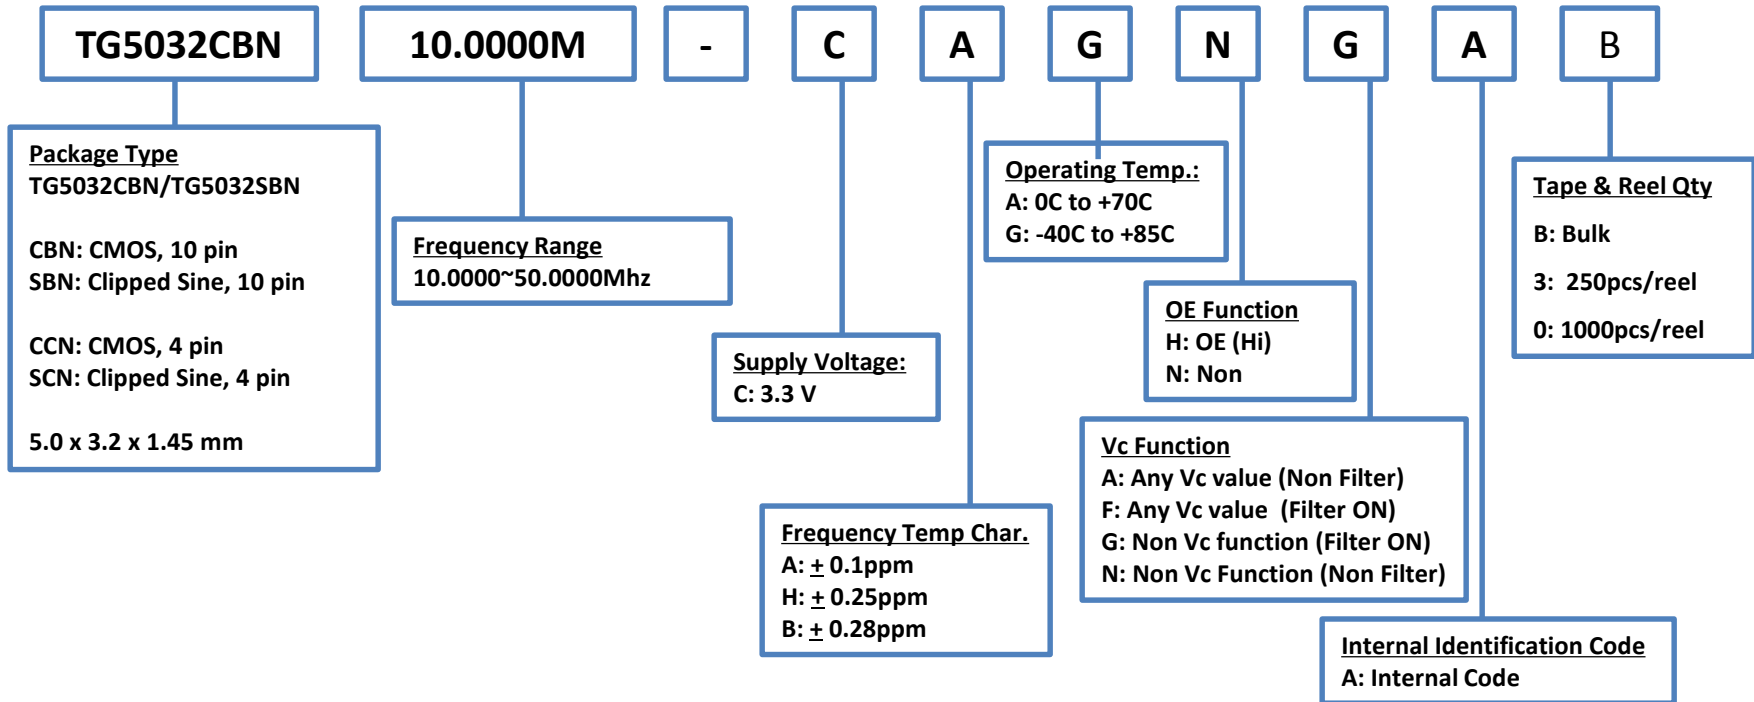 TG5032CBN 10.0000M - C A G N G A B
Package Type
TG5032CBN/TG5032SBN
CBN: CMOS, 10 pin
SBN: Clipped Sine, 10 pin
CCN: CMOS, 4 pin
SCN: Clipped Sine, 4 pin
5.0 x 3.2 x 1.45 mm
Frequency Range
10.0000~50.0000Mhz
Supply Voltage:
C: 3.3 V
Frequency Temp Char.
A: ± 0.1ppm
H: ± 0.25ppm
B: ± 0.28ppm
Operating Temp.:
A: 0C to +70C
G: -40C to +85C
OE Function
H: OE (Hi)
N: Non
Vc Function
A: Any Vc value (Non Filter)
F: Any Vc value (Filter ON)
G: Non Vc function (Filter ON)
N: Non Vc Function (Non Filter)
Internal Identification Code
A: Internal Code
Tape & Reel Qty
B: Bulk
3: 250pcs/reel
0: 1000pcs/reel